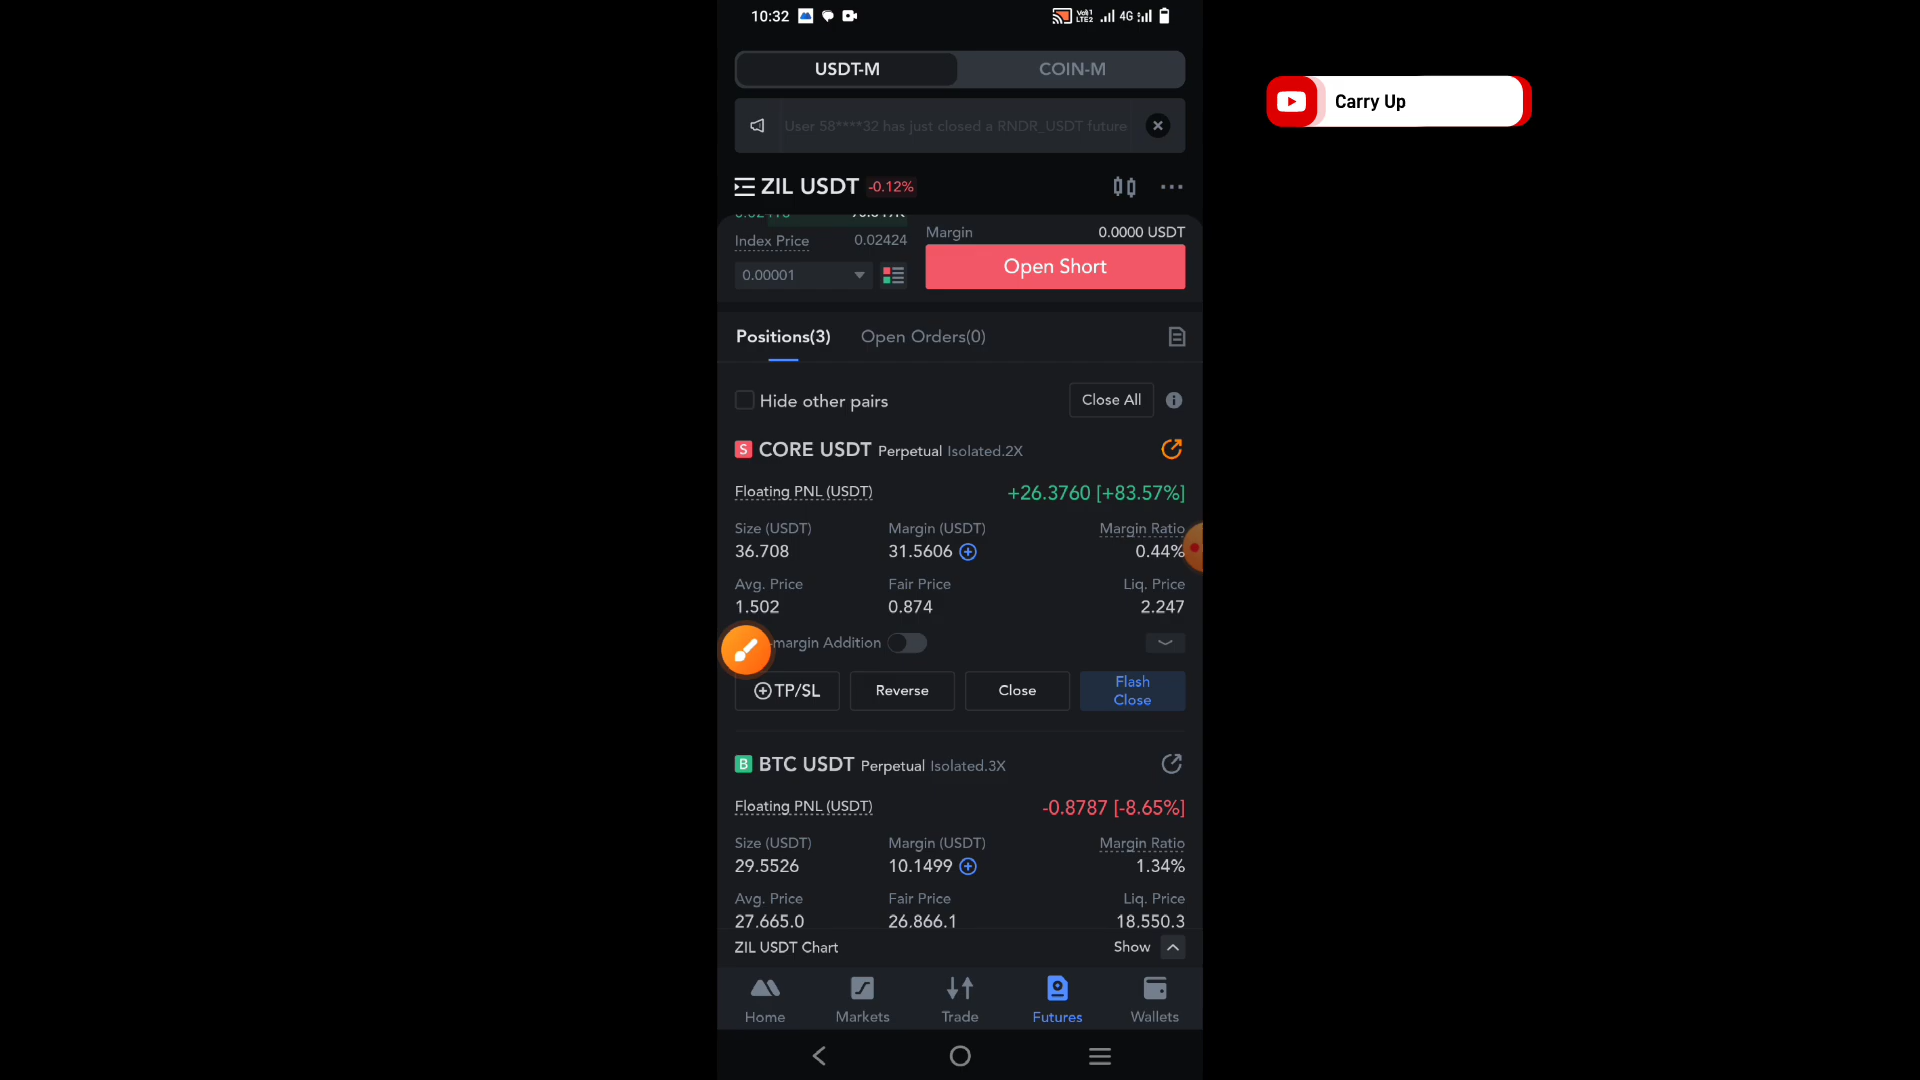 10:32 Vo)) 1 LTE2 4G
USDT-M COIN-M
Carry Up
User 58****32 has just closed a RNDR_USDT future
ZIL USDT -0.12%
Index Price 0.02424
Margin 0.0000 USDT
0.00001
Open Short
Positions(3) Open Orders(0)
Hide other pairs Close All
S CORE USDT Perpetual Isolated.2X
Floating PNL (USDT) +26.3760 [+83.57%]
Size (USDT) Margin (USDT) Margin Ratio
36.708 31.5606 0.44%
Avg. Price Fair Price Liq. Price
1.502 0.874 2.247
-margin Addition
TP/SL Reverse Close Flash
Close
B BTC USDT Perpetual Isolated.3X
Floating PNL (USDT) -0.8787 [-8.65%]
Size (USDT) Margin (USDT) Margin Ratio
29.5526 10.1499 1.34%
Avg. Price Fair Price Liq. Price
27,665.0 26,866.1 18,550.3
ZIL USDT Chart Show
Home Markets Trade Futures Wallets